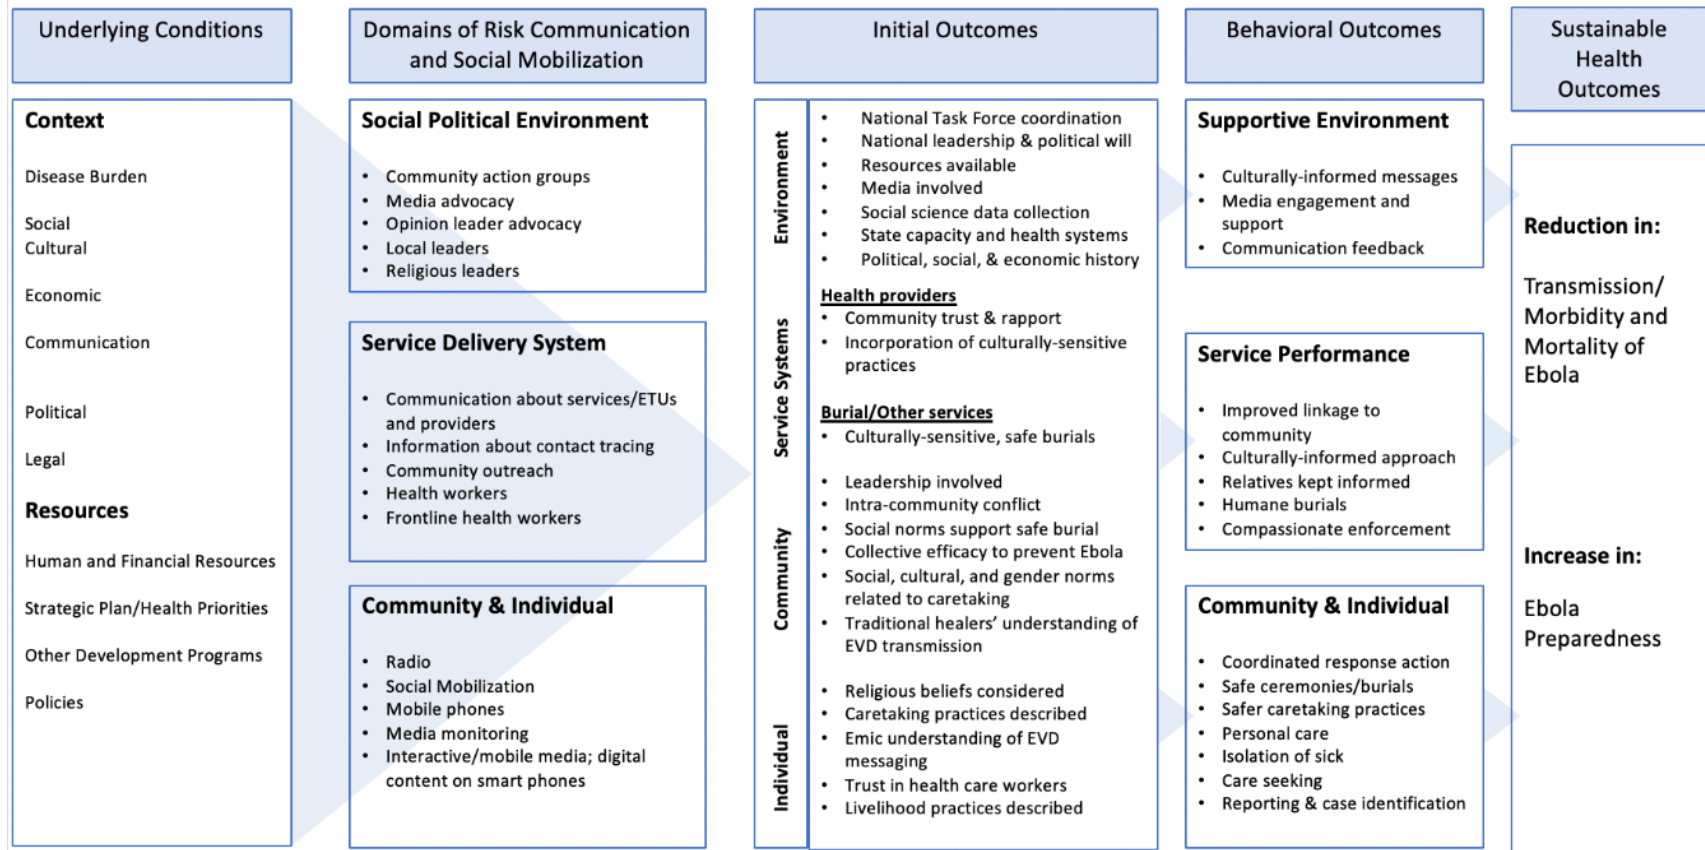 Underlying Conditions
Domains of Risk Communication
and Social Mobilization
Initial Outcomes
Behavioral Outcomes
Sustainable
Health
Outcomes
Context
Disease Burden
Social
Cultural
Economic
Communication
Political
Legal
Resources
Human and Financial Resources
Strategic Plan/Health Priorities
Other Development Programs
Policies
Social Political Environment
• Community action groups
• Media advocacy
• Opinion leader advocacy
• Local leaders
• Religious leaders
Service Delivery System
• Communication about services/ETUs
and providers
• Information about contact tracing
• Community outreach
• Health workers
• Frontline health workers
Community & Individual
• Radio
• Social Mobilization
• Mobile phones
• Media monitoring
• Interactive/mobile media; digital
content on smart phones
Environment
• National Task Force coordination
• National leadership & political will
• Resources available
• Media involved
• Social science data collection
• State capacity and health systems
• Political, social, & economic history
Service Systems
Health providers
• Community trust & rapport
• Incorporation of culturally-sensitive
practices
Burial/Other services
• Culturally-sensitive, safe burials
Community
• Leadership involved
• Intra-community conflict
• Social norms support safe burial
• Collective efficacy to prevent Ebola
• Social, cultural, and gender norms
related to caretaking
• Traditional healers’ understanding of
EVD transmission
Individual
• Religious beliefs considered
• Caretaking practices described
• Emic understanding of EVD
messaging
• Trust in health care workers
• Livelihood practices described
Supportive Environment
• Culturally-informed messages
• Media engagement and
support
• Communication feedback
Service Performance
• Improved linkage to
community
• Culturally-informed approach
• Relatives kept informed
• Humane burials
• Compassionate enforcement
Community & Individual
• Coordinated response action
• Safe ceremonies/burials
• Safer caretaking practices
• Personal care
• Isolation of sick
• Care seeking
• Reporting & case identification
Reduction in:
Transmission/
Morbidity and
Mortality of
Ebola
Increase in:
Ebola
Preparedness